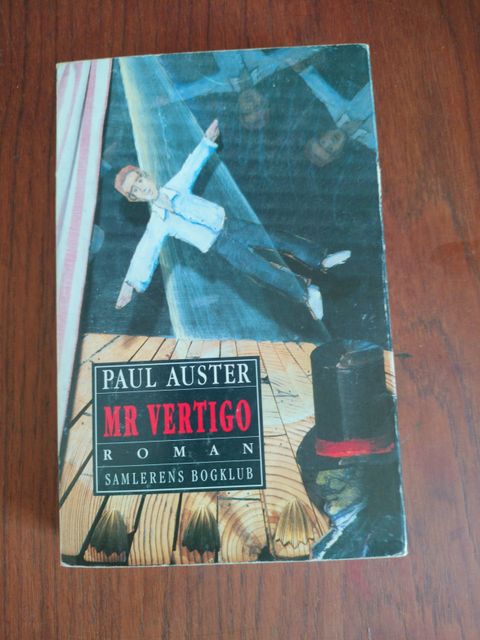 PAUL AUSTER
MR VERTIGO
ROMAN
SAMLERENS BOGKLUB